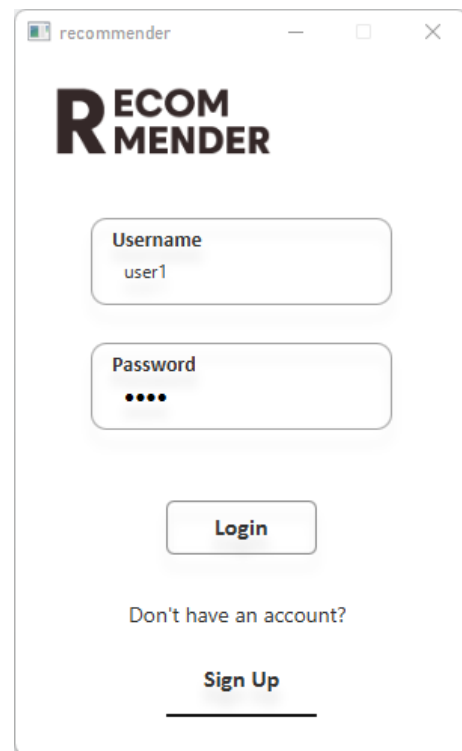 recommender
RECOM
MENDER
Username
user1
Password
••••
Login
Don't have an account?
Sign Up